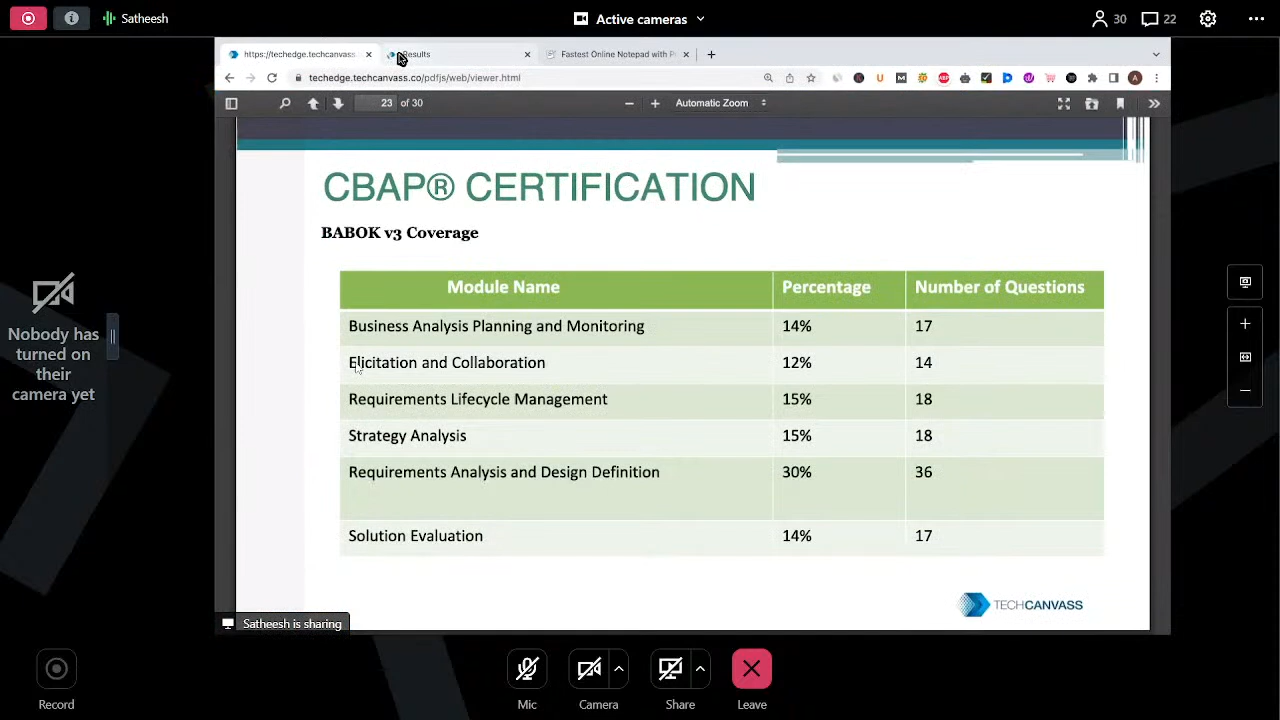 Satheesh
Active cameras
30
22
https://techedge.techcanvass
Results
Fastest Online Notepad with P
techedge.techcanvass.co/pdfjs/web/viewer.html
A
23 of 30
Automatic Zoom
CBAP® CERTIFICATION
BABOK v3 Coverage
Module Name Percentage Number of Questions
Business Analysis Planning and Monitoring 14% 17
Elicitation and Collaboration 12% 14
Requirements Lifecycle Management 15% 18
Strategy Analysis 15% 18
Requirements Analysis and Design Definition 30% 36
Solution Evaluation 14% 17
TECHCANVASS
Nobody has
turned on
their
camera yet
Satheesh is sharing
Record
Mic
Camera
Share
Leave